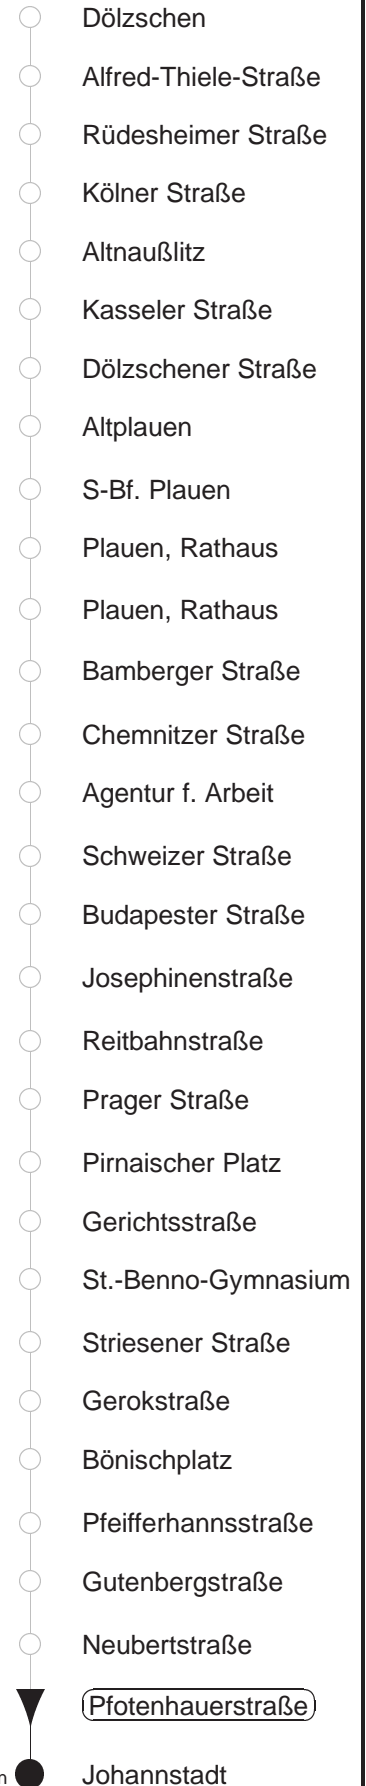 Dölzschen
Alfred-Thiele-Straße
Rüdesheimer Straße
Kölner Straße
Altnaußlitz
Kasseler Straße
Dölzschener Straße
Altplauen
S-Bf. Plauen
Plauen, Rathaus
Plauen, Rathaus
Bamberger Straße
Chemnitzer Straße
Agentur f. Arbeit
Schweizer Straße
Budapester Straße
Josephinenstraße
Reitbahnstraße
Prager Straße
Pirnaischer Platz
Gerichtsstraße
St.-Benno-Gymnasium
Striesener Straße
Gerokstraße
Bönischplatz
Pfeifferhannsstraße
Gutenbergstraße
Neubertstraße
Pfotenhauerstraße
Johannstadt